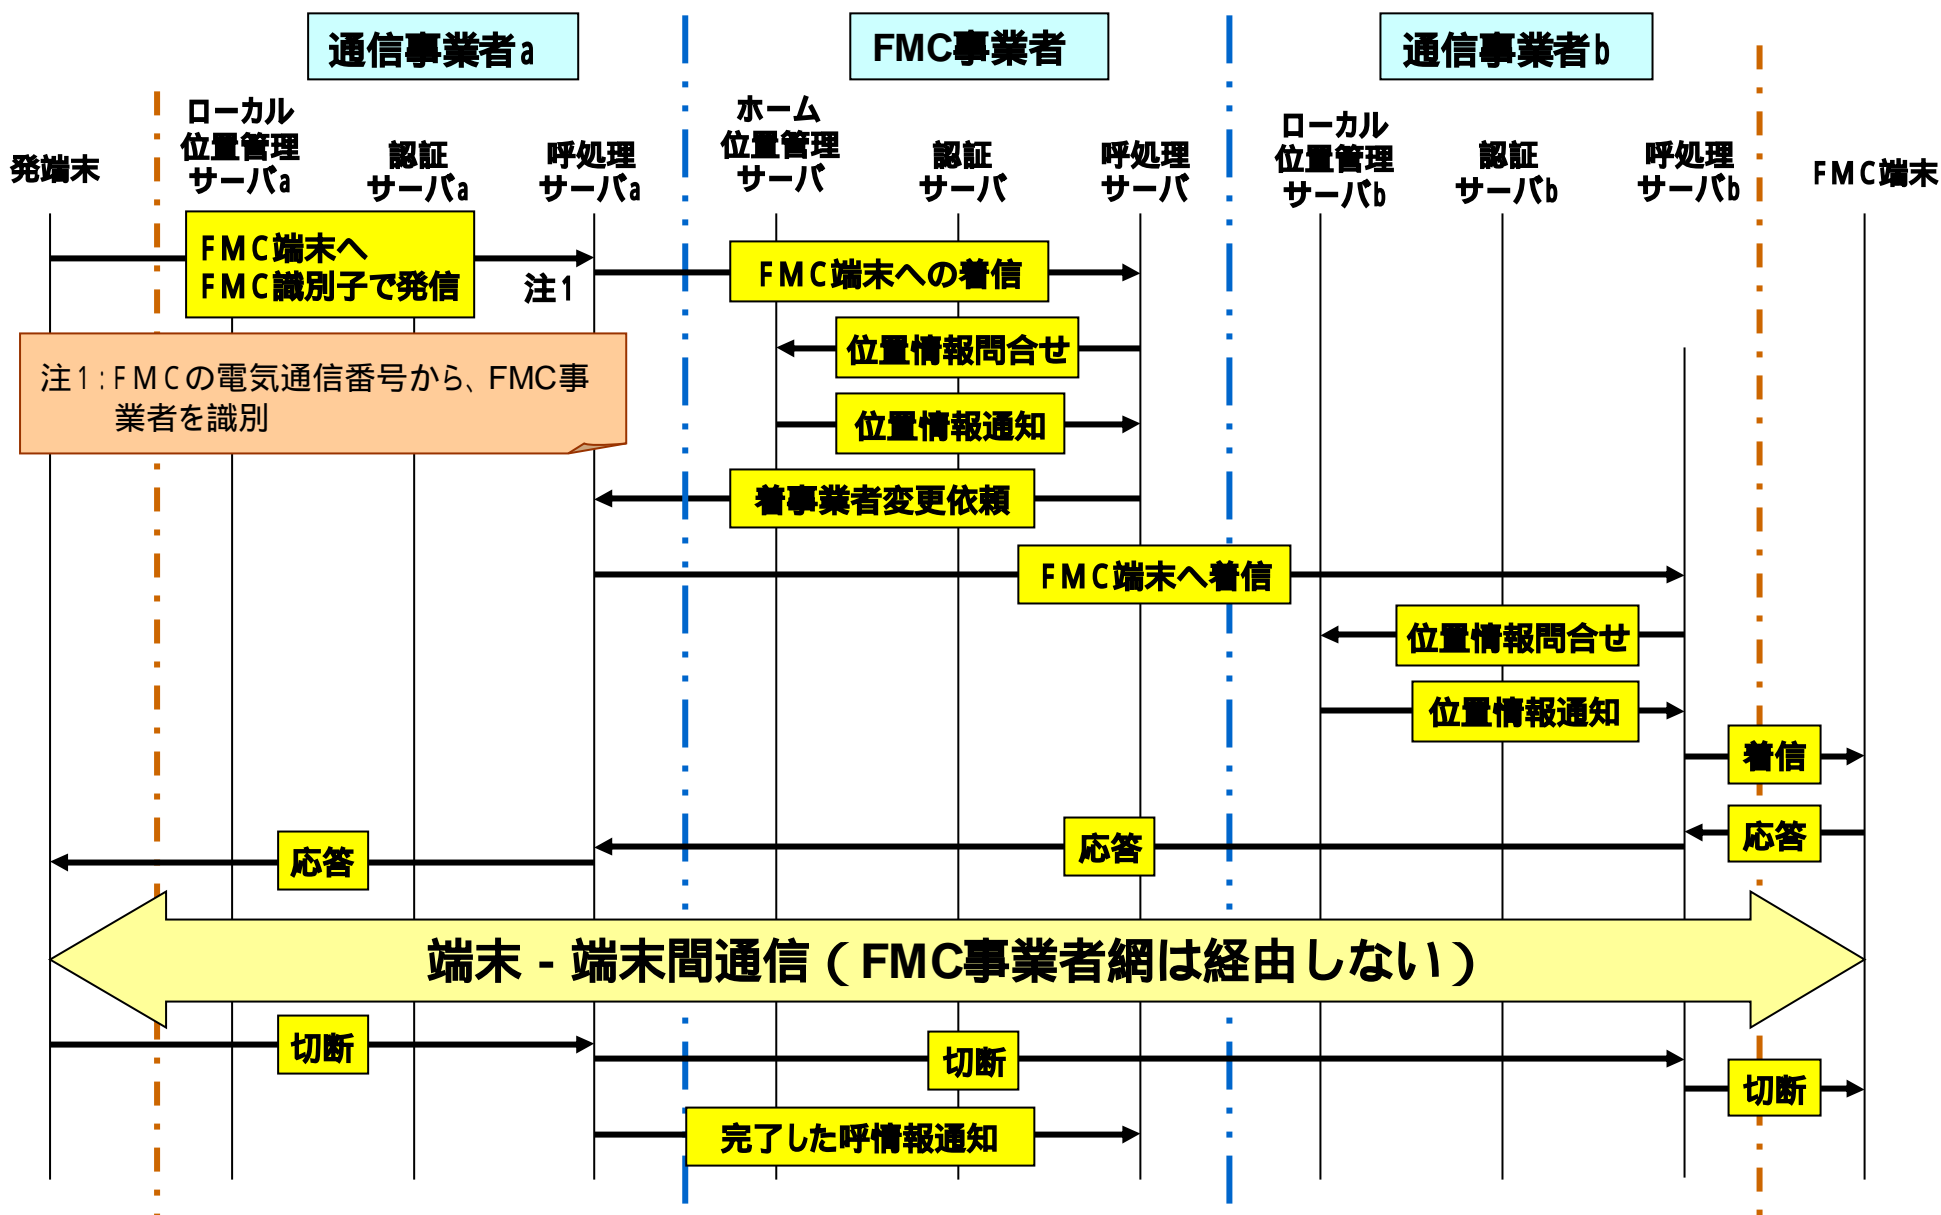 通信事業者a
FMC事業者
通信事業者b
発端末
ローカル
位置管理
サーバa
認証
サーバa
呼処理
サーバa
ホーム
位置管理
サーバ
認証
サーバ
呼処理
サーバ
ローカル
位置管理
サーバb
認証
サーバb
呼処理
サーバb
FMC端末
FMC端末へ
FMC識別子で発信
注1
FMC端末への着信
位置情報問合せ
注1:FMCの電気通信番号から、FMC事
業者を識別
位置情報通知
着事業者変更依頼
FMC端末へ着信
位置情報問合せ
位置情報通知
着信
応答
応答
応答
端末-端末間通信(FMC事業者網は経由しない)
切断
切断
切断
完了した呼情報通知